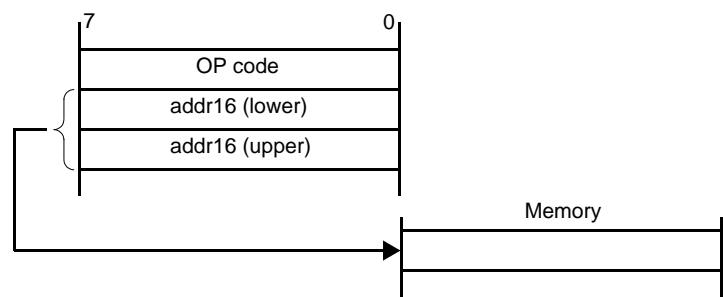 7 0
OP code
addr16 (lower)
addr16 (upper)
Memory